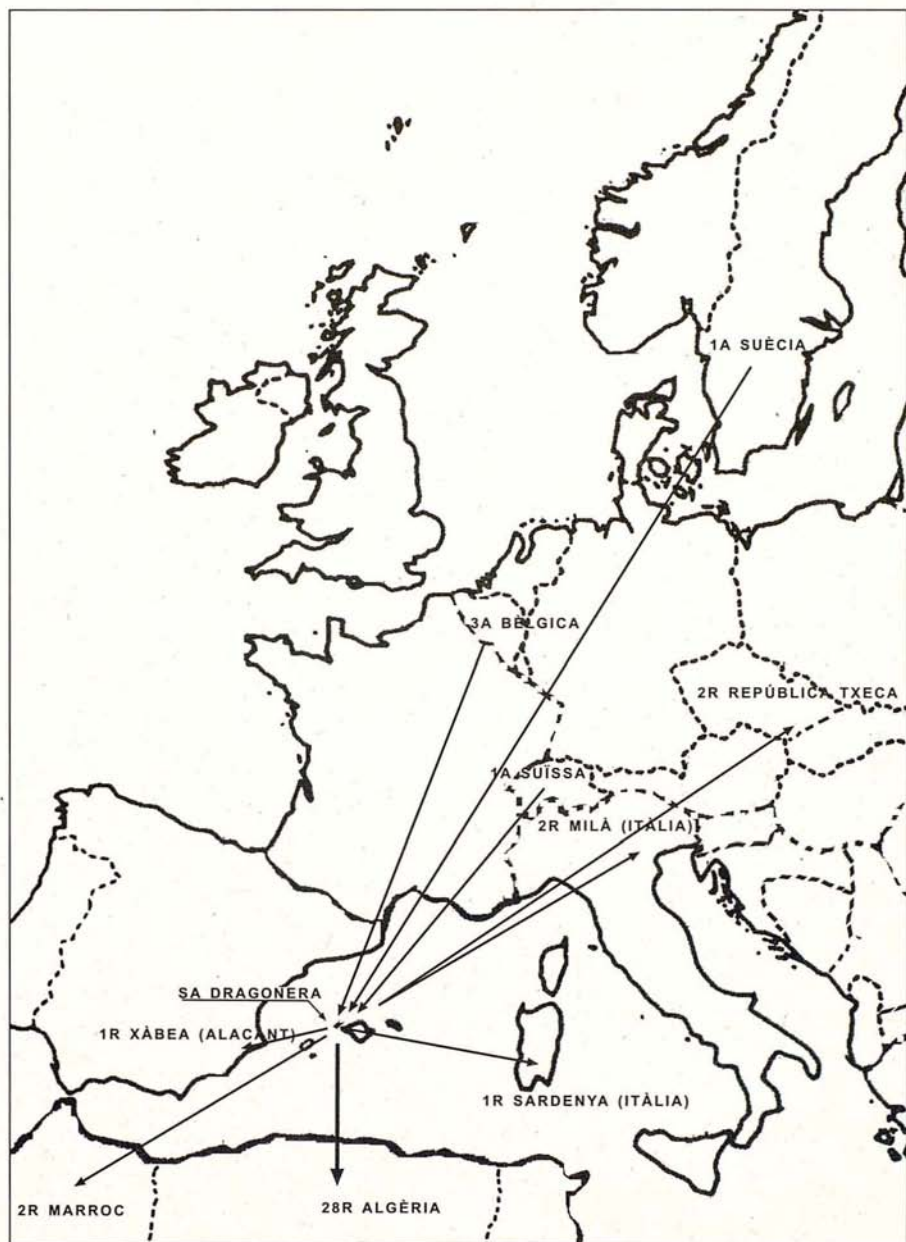 1A SUÈCIA
3A BÈLGICA
2R REPÚBLICA TXECA
1A SUÏSSA
2R MILÀ (ITÀLIA)
SA DRAGONERA
1R XÀBEA (ALACANT)
1R SARDENYA (ITÀLIA)
2R MARROC
28R ALGÈRIA